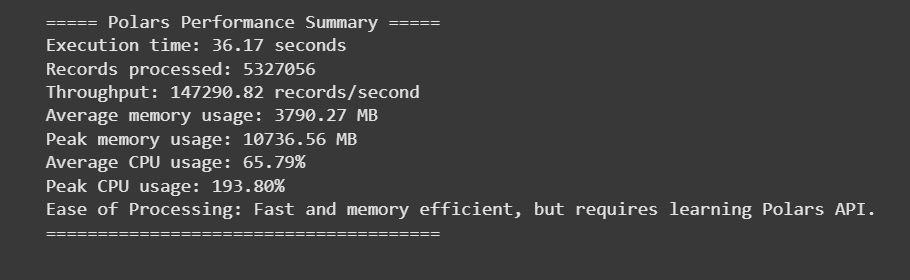 ===== Polars Performance Summary =====
Execution time: 36.17 seconds
Records processed: 5327056
Throughput: 147290.82 records/second
Average memory usage: 3790.27 MB
Peak memory usage: 10736.56 MB
Average CPU usage: 65.79%
Peak CPU usage: 193.80%
Ease of Processing: Fast and memory efficient, but requires learning Polars API.
======================================